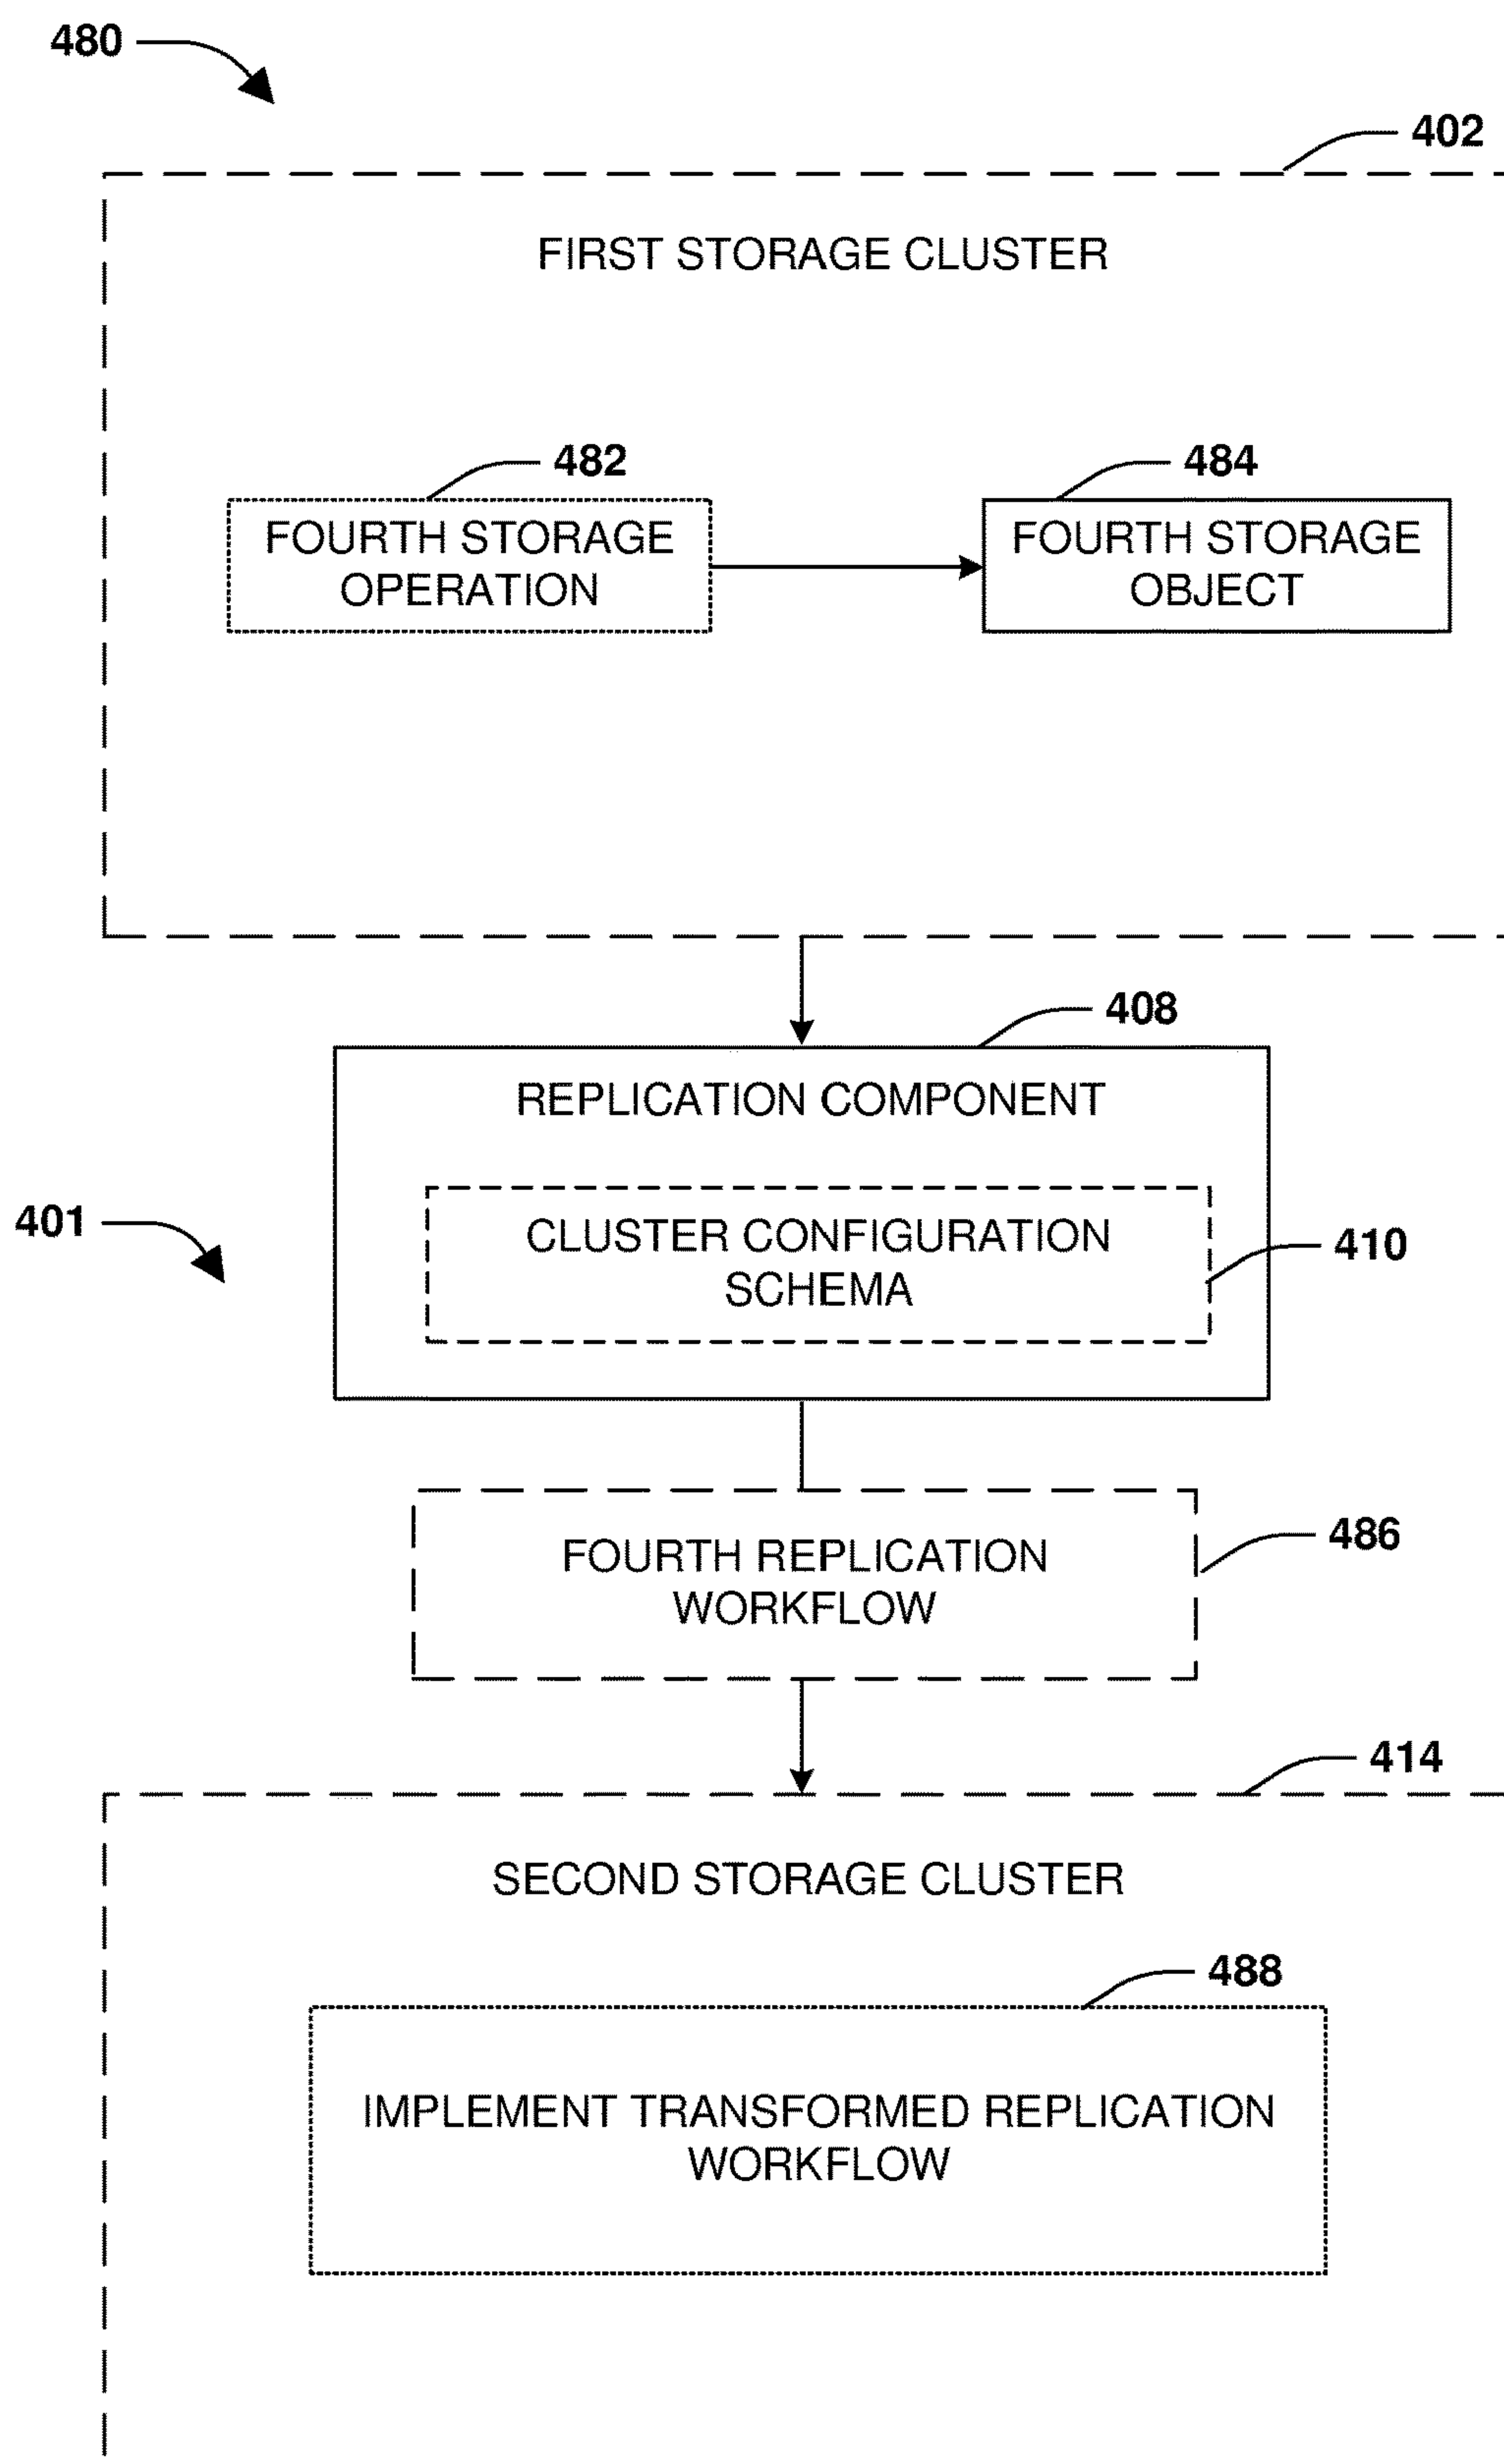 480
402
FIRST STORAGE CLUSTER
482
484
FOURTH STORAGE
OPERATION
FOURTH STORAGE
OBJECT
408
REPLICATION COMPONENT
401
CLUSTER CONFIGURATION
SCHEMA
410
FOURTH REPLICATION
WORKFLOW
486
414
SECOND STORAGE CLUSTER
488
IMPLEMENT TRANSFORMED REPLICATION
WORKFLOW